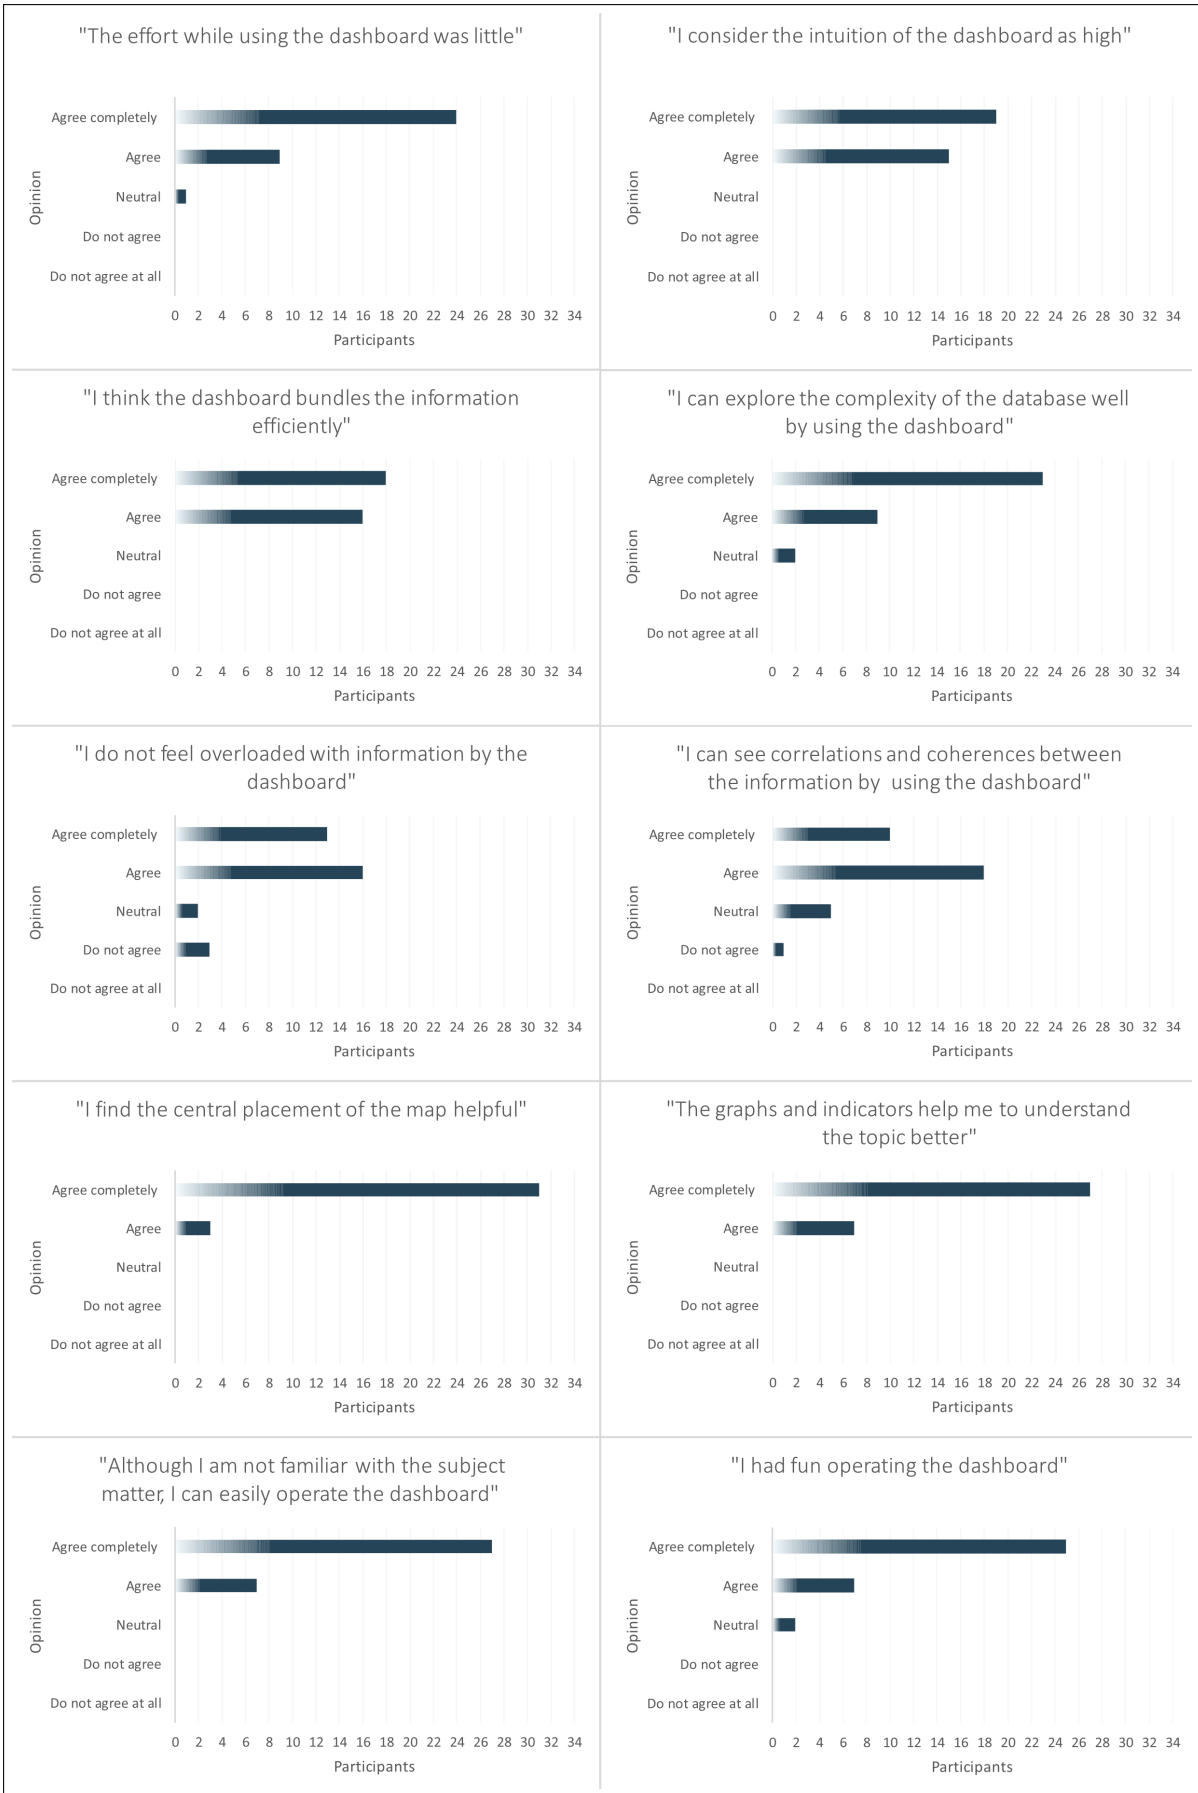 "The effort while using the dashboard was little"
Agree completely
Agree
Neutral
Do not agree
Do not agree at all
Opinion
0 2 4 6 8 10 12 14 16 18 20 22 24 26 28 30 32 34
Participants
"I consider the intuition of the dashboard as high"
Agree completely
Agree
Neutral
Do not agree
Do not agree at all
Opinion
0 2 4 6 8 10 12 14 16 18 20 22 24 26 28 30 32 34
Participants
"I think the dashboard bundles the information
efficiently"
Agree completely
Agree
Neutral
Do not agree
Do not agree at all
Opinion
0 2 4 6 8 10 12 14 16 18 20 22 24 26 28 30 32 34
Participants
"I can explore the complexity of the database well
by using the dashboard"
Agree completely
Agree
Neutral
Do not agree
Do not agree at all
Opinion
0 2 4 6 8 10 12 14 16 18 20 22 24 26 28 30 32 34
Participants
"I do not feel overloaded with information by the
dashboard"
Agree completely
Agree
Neutral
Do not agree
Do not agree at all
Opinion
0 2 4 6 8 10 12 14 16 18 20 22 24 26 28 30 32 34
Participants
"I can see correlations and coherences between
the information by using the dashboard"
Agree completely
Agree
Neutral
Do not agree
Do not agree at all
Opinion
0 2 4 6 8 10 12 14 16 18 20 22 24 26 28 30 32 34
Participants
"I find the central placement of the map helpful"
Agree completely
Agree
Neutral
Do not agree
Do not agree at all
Opinion
0 2 4 6 8 10 12 14 16 18 20 22 24 26 28 30 32 34
Participants
"The graphs and indicators help me to understand
the topic better"
Agree completely
Agree
Neutral
Do not agree
Do not agree at all
Opinion
0 2 4 6 8 10 12 14 16 18 20 22 24 26 28 30 32 34
Participants
"Although I am not familiar with the subject
matter, I can easily operate the dashboard"
Agree completely
Agree
Neutral
Do not agree
Do not agree at all
Opinion
0 2 4 6 8 10 12 14 16 18 20 22 24 26 28 30 32 34
Participants
"I had fun operating the dashboard"
Agree completely
Agree
Neutral
Do not agree
Do not agree at all
Opinion
0 2 4 6 8 10 12 14 16 18 20 22 24 26 28 30 32 34
Participants